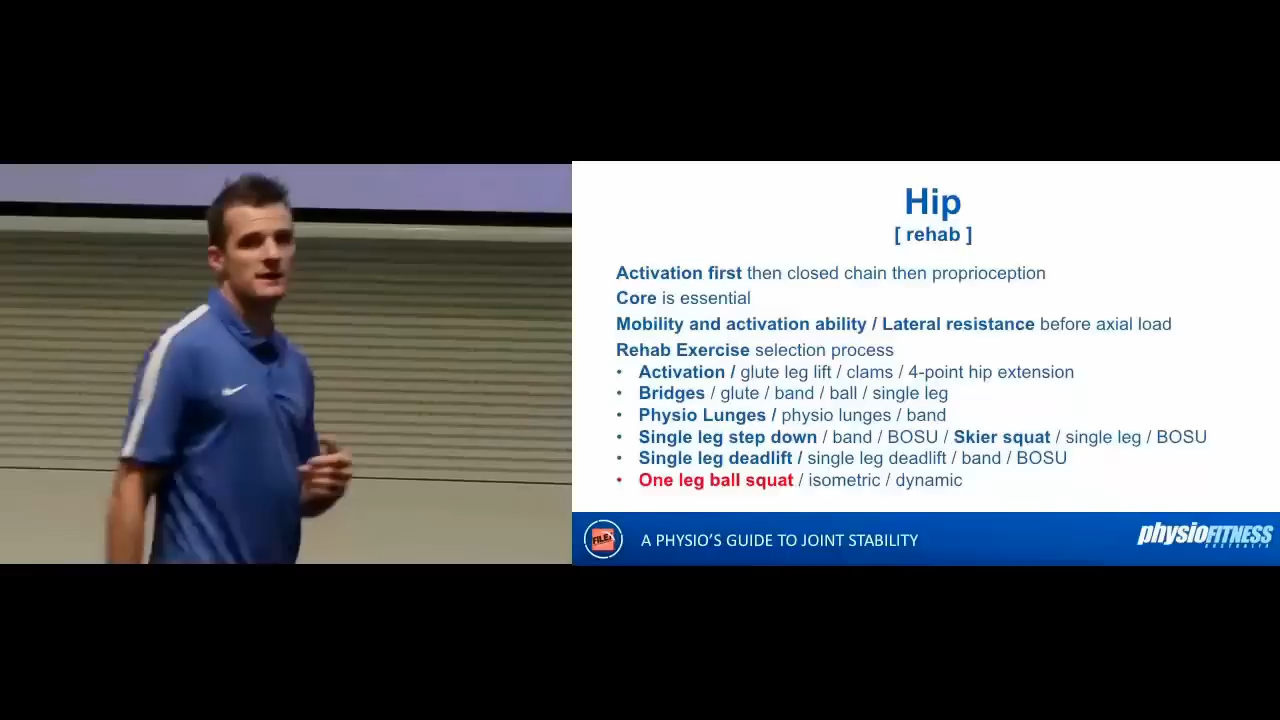 Hip
[ rehab ]
Activation first then closed chain then proprioception
Core is essential
Mobility and activation ability / Lateral resistance before axial load
Rehab Exercise selection process
• Activation / glute leg lift / clams / 4-point hip extension
• Bridges / glute / band / ball / single leg
• Physio Lunges / physio lunges / band
• Single leg step down / band / BOSU / Skier squat / single leg / BOSU
• Single leg deadlift / single leg deadlift / band / BOSU
• One leg ball squat / isometric / dynamic
FILEX
A PHYSIO’S GUIDE TO JOINT STABILITY
physioFITNESS
AUSTRALIA